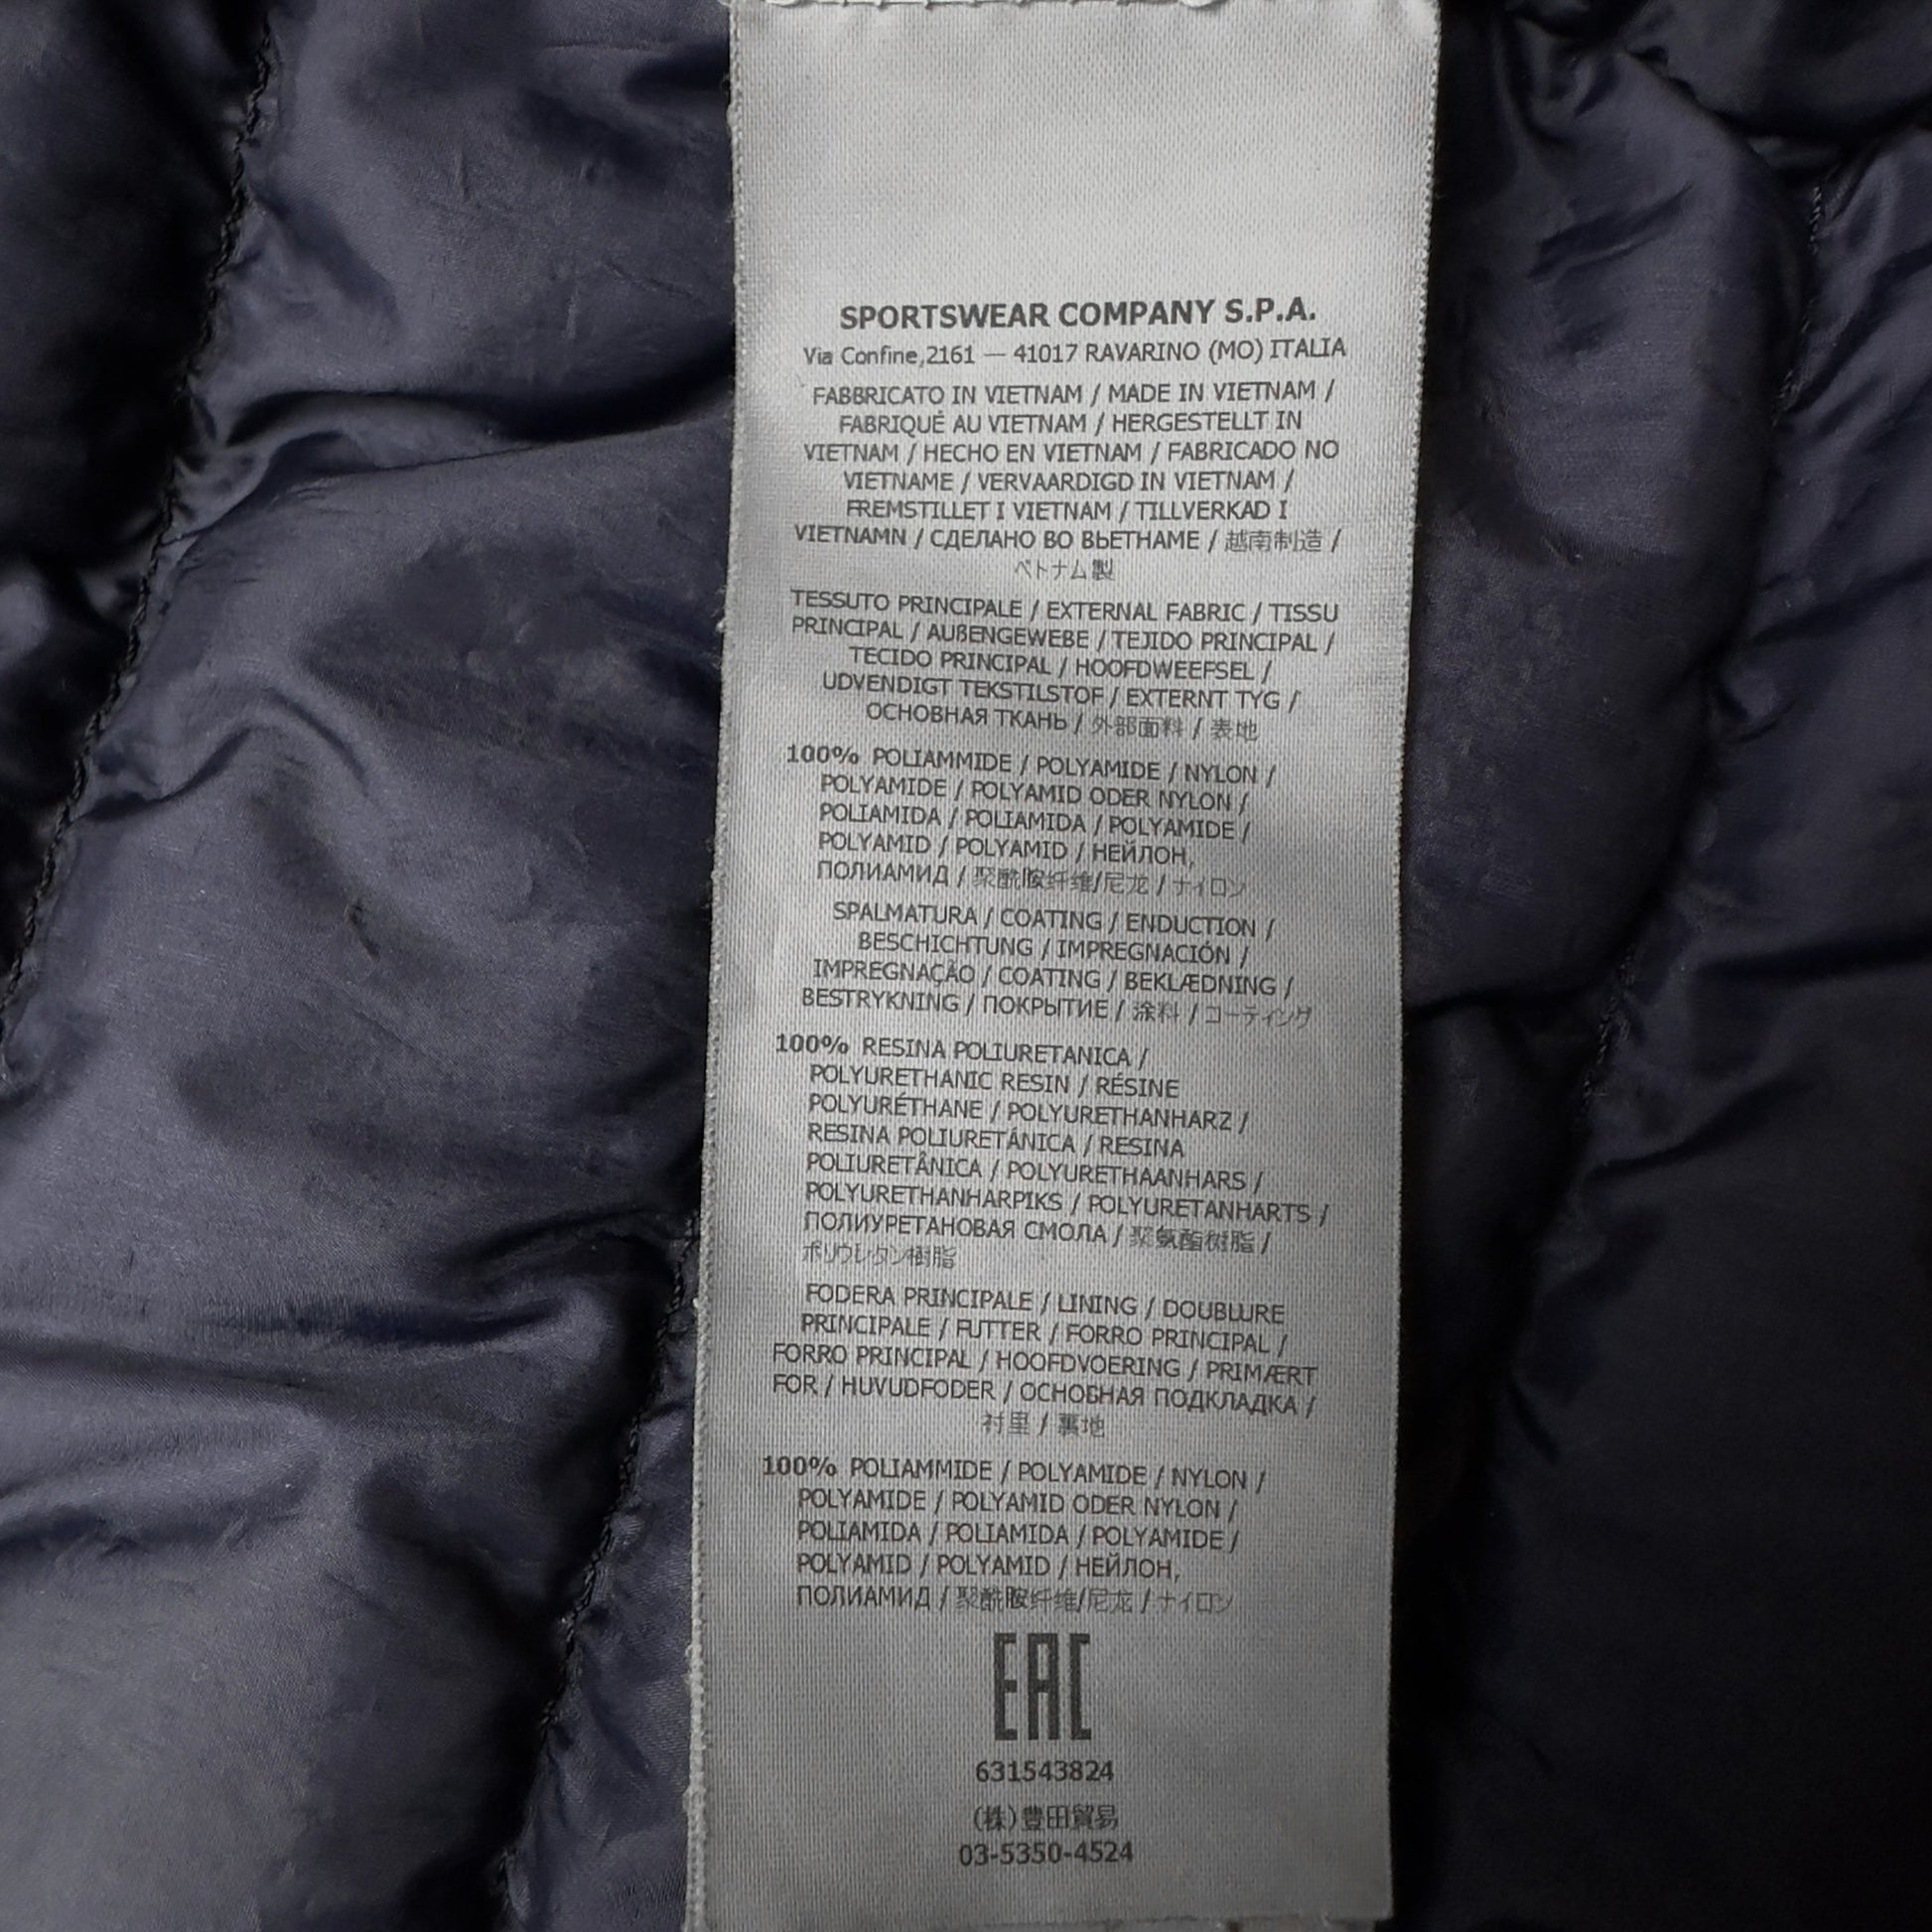 SPORTSWEAR COMPANY S.P.A.
Via Confine,2161 — 41017 RAVARINO (MO) ITALIA
FABBRICATO IN VIETNAM / MADE IN VIETNAM /
FABRIQUÉ AU VIETNAM / HERGESTELLT IN
VIETNAM / HECHO EN VIETNAM / FABRICADO NO
VIETNAME / VERVAARDIGD IN VIETNAM /
FREMSTILLET I VIETNAM / TILLVERKAD I
VIETNAMN / СДЕЛАНО ВО ВЬЕТНАМЕ / 越南制造 /
ベトナム製
TESSUTO PRINCIPALE / EXTERNAL FABRIC / TISSU
PRINCIPAL / AUßENGEWEBE / TEJIDO PRINCIPAL /
TECIDO PRINCIPAL / HOOFDWEEFSEL /
UDVENDIGT TEKSTILSTOF / EXTERNT TYG /
ОСНОВНАЯ ТКАНЬ / 外部面料 / 表地
100% POLIAMMIDE / POLYAMIDE / NYLON /
POLYAMIDE / POLYAMID ODER NYLON /
POLIAMIDA / POLIAMIDA / POLYAMIDE /
POLYAMID / POLYAMID / НЕЙЛОН,
ПОЛИАМИД / 聚酰胺纤维/尼龙 / ナイロン
SPALMATURA / COATING / ENDUCTION /
BESCHICHTUNG / IMPREGNACIÓN /
IMPREGNAÇÃO / COATING / BEKLÆDNING /
BESTRYKNING / ПОКРЫТИЕ / 涂料 / コーティング
100% RESINA POLIURETANICA /
POLYURETHANIC RESIN / RÉSINE
POLYURÉTHANE / POLYURETHANHARZ /
RESINA POLIURETÁNICA / RESINA
POLIURETÂNICA / POLYURETHAANHARS /
POLYURETHANHARPIKS / POLYURETANHARTS /
ПОЛИУРЕТАНОВАЯ СМОЛА / 聚氨酯树脂 /
ポリウレタン樹脂
FODERA PRINCIPALE / LINING / DOUBLURE
PRINCIPALE / FUTTER / FORRO PRINCIPAL /
FORRO PRINCIPAL / HOOFDVOERING / PRIMÆRT
FOR / HUVUDFODER / ОСНОВНАЯ ПОДКЛАДКА /
衬里 / 裏地
100% POLIAMMIDE / POLYAMIDE / NYLON /
POLYAMIDE / POLYAMID ODER NYLON /
POLIAMIDA / POLIAMIDA / POLYAMIDE /
POLYAMID / POLYAMID / НЕЙЛОН,
ПОЛИАМИД / 聚酰胺纤维/尼龙 / ナイロン
EAC
631543824
(株)豊田貿易
03-5350-4524